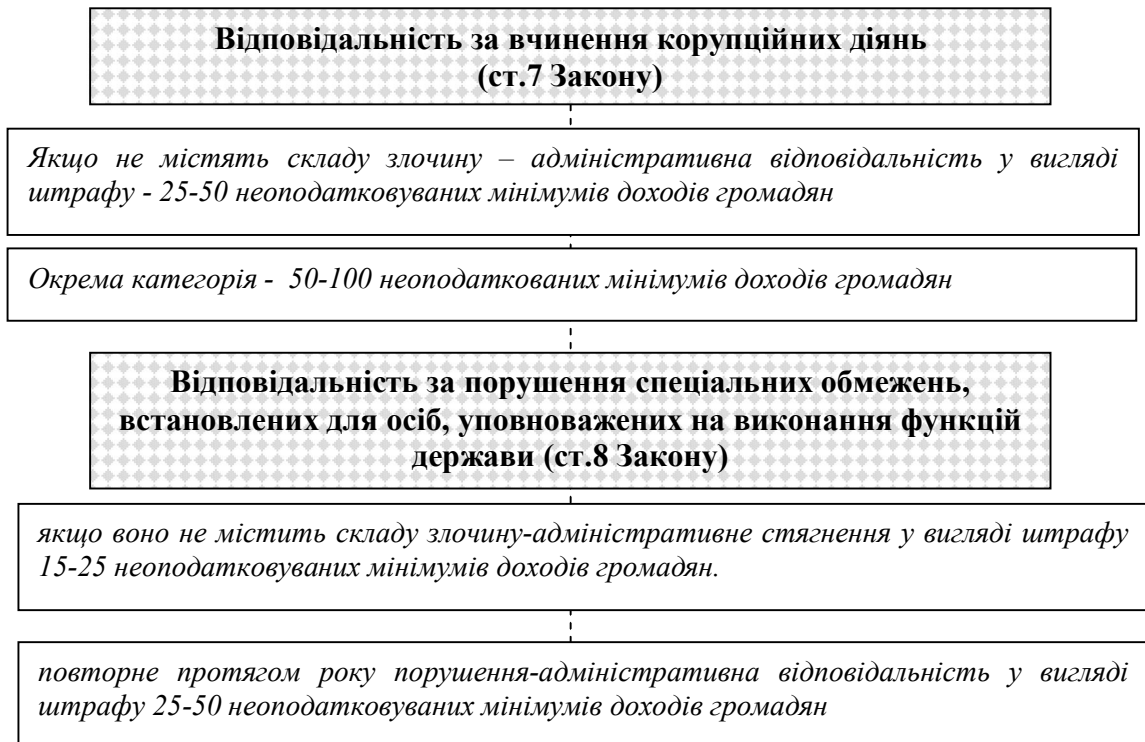 Відповідальність за вчинення корупційних діянь
(ст.7 Закону)
Якщо не містять складу злочину – адміністративна відповідальність у вигляді
штрафу - 25-50 неоподатковуваних мінімумів доходів громадян
Окрема категорія - 50-100 неоподаткованих мінімумів доходів громадян
Відповідальність за порушення спеціальних обмежень,
встановлених для осіб, уповноважених на виконання функцій
держави (ст.8 Закону)
якщо воно не містить складу злочину-адміністративне стягнення у вигляді штрафу
15-25 неоподатковуваних мінімумів доходів громадян.
повторне протягом року порушення-адміністративна відповідальність у вигляді
штрафу 25-50 неоподатковуваних мінімумів доходів громадян